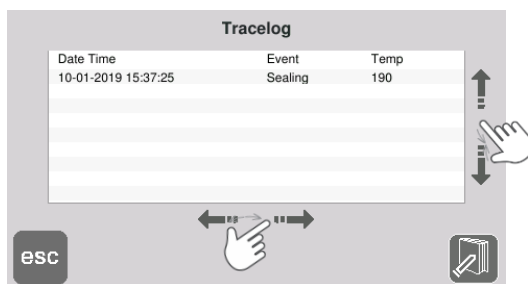 Tracelog
Date Time Event Temp
10-01-2019 15:37:25 Sealing 190
esc